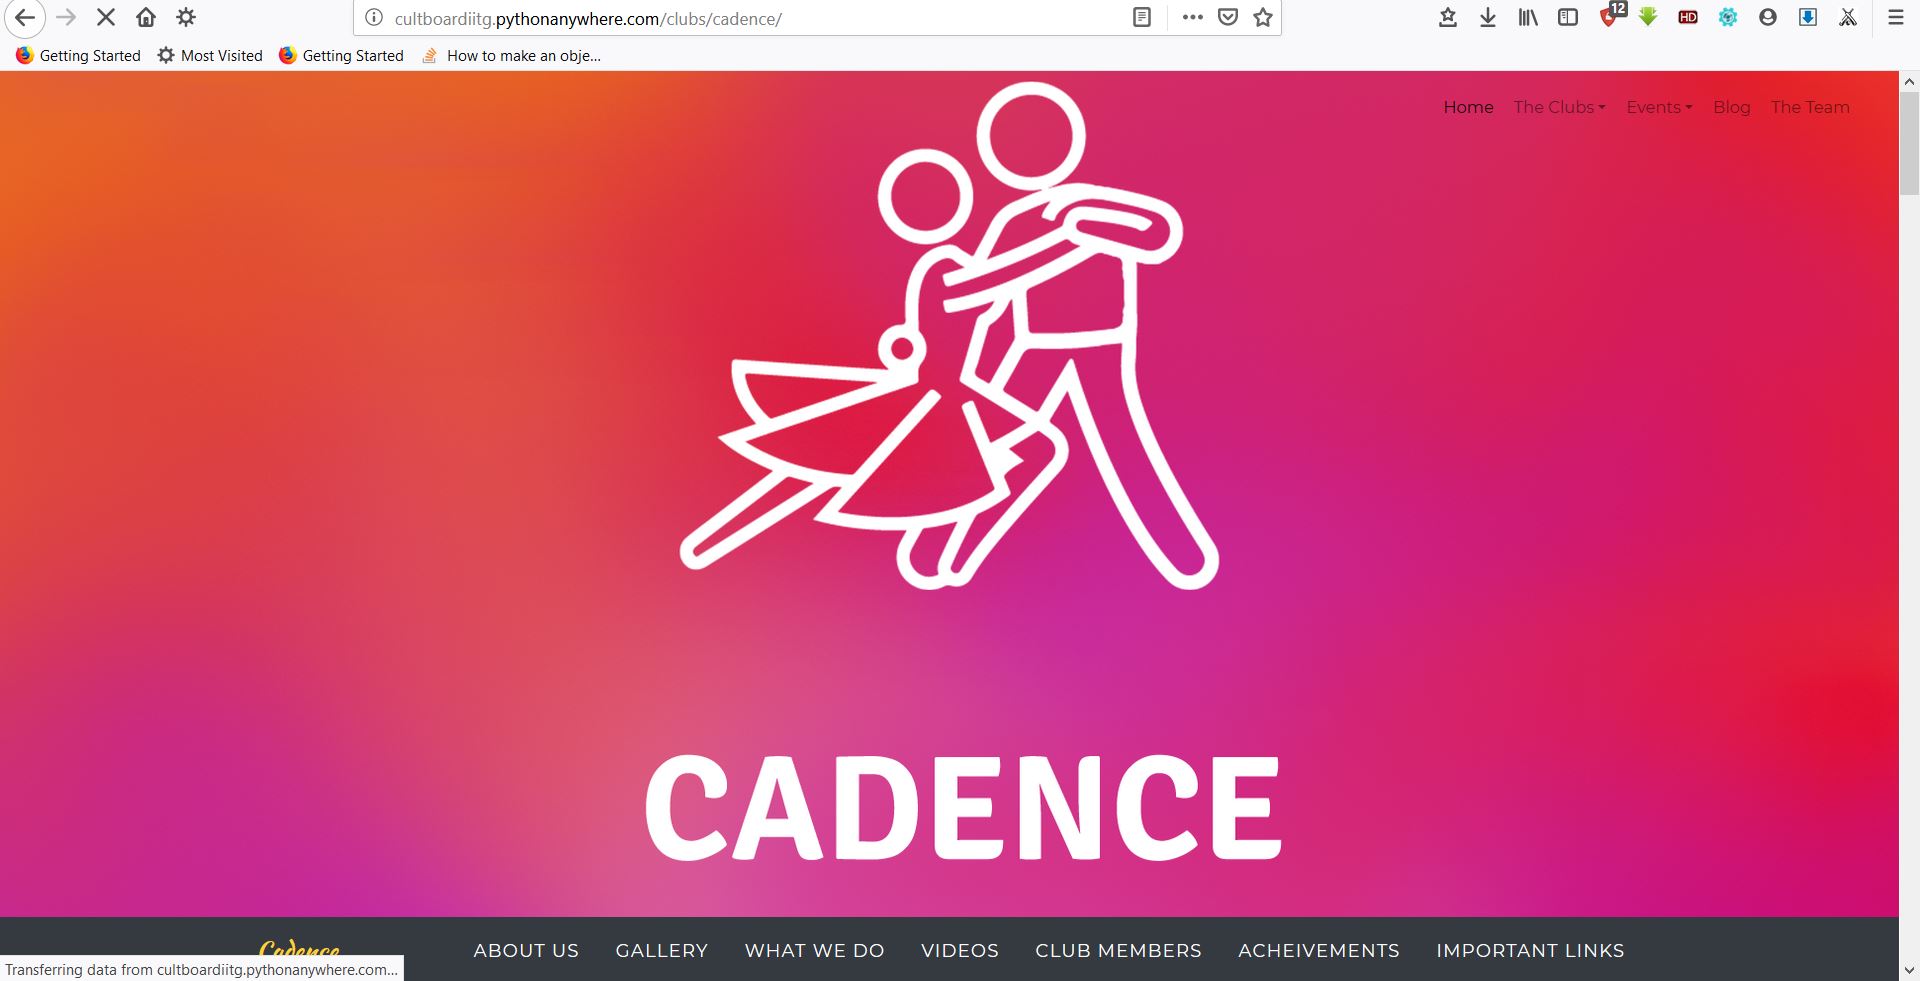 cultboardiitg.pythonanywhere.com/clubs/cadence/
12
HD
Getting Started Most Visited Getting Started How to make an obje...
Home The Clubs Events Blog The Team
CADENCE
Cadence ABOUT US GALLERY WHAT WE DO VIDEOS CLUB MEMBERS ACHEIVEMENTS IMPORTANT LINKS
Transferring data from cultboardiitg.pythonanywhere.com...